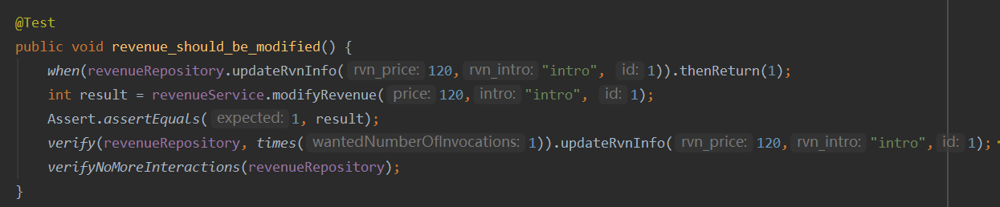 @Test
public void revenue_should_be_modified() {
when(revenueRepository.updateRvnInfo( rvn_price: 120, rvn_intro: "intro", id: 1)).thenReturn(1);
int result = revenueService.modifyRevenue( price: 120, intro: "intro", id: 1);
Assert.assertEquals( expected: 1, result);
verify(revenueRepository, times( wantedNumberOfInvocations: 1)).updateRvnInfo( rvn_price: 120, rvn_intro: "intro", id: 1);
verifyNoMoreInteractions(revenueRepository);
}